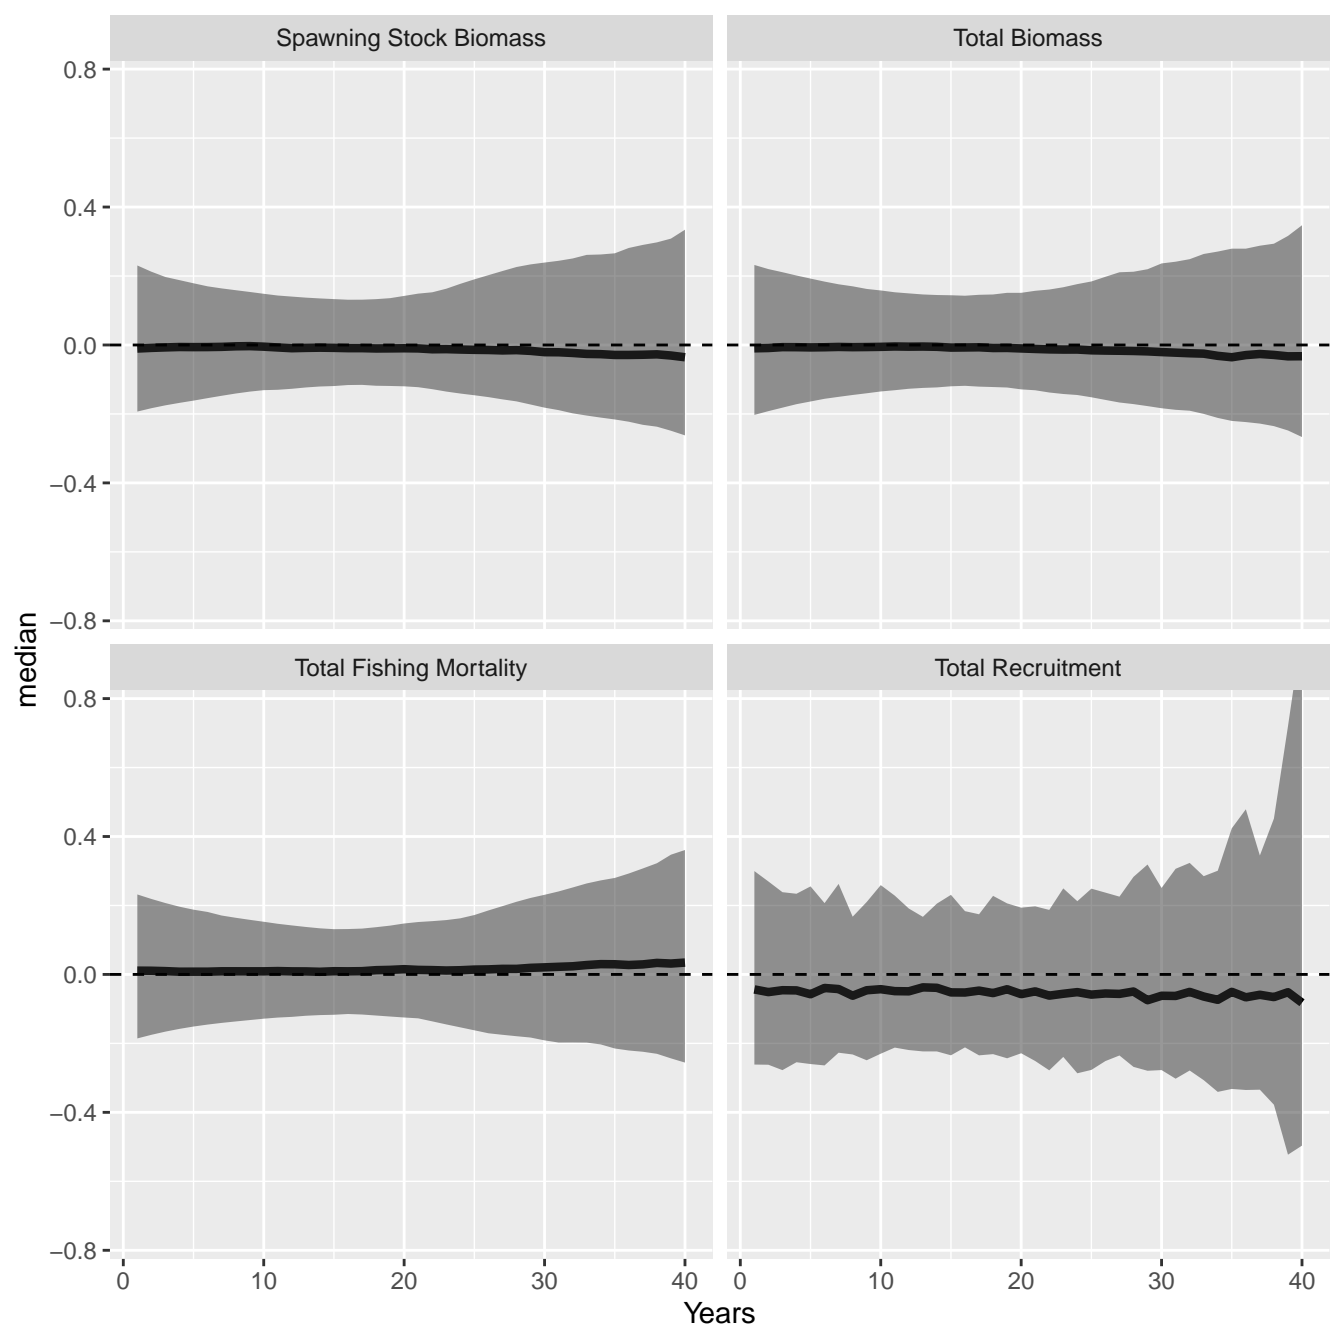 Spawning Stock Biomass
Total Biomass
0.8
0.4
0.0
−0.4
−0.8
median
Total Fishing Mortality
Total Recruitment
0.8
0.4
0.0
−0.4
−0.8
0 10 20 30 40
0 10 20 30 40
Years